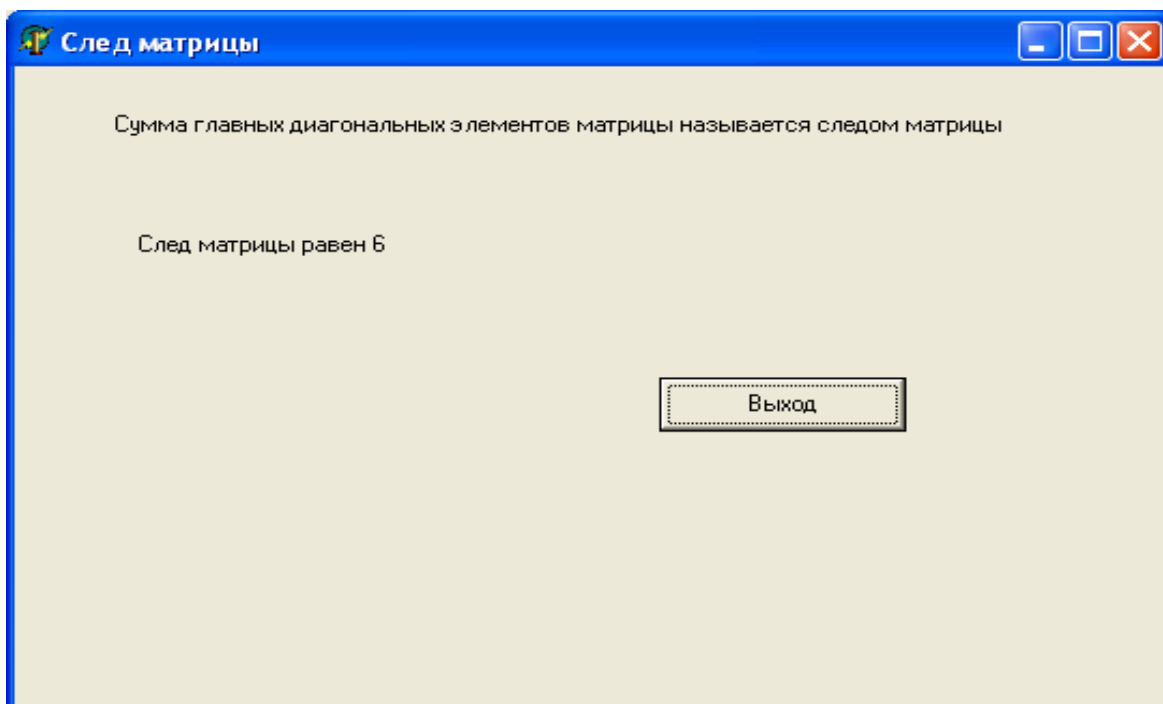 След матрицы
Сумма главных диагональных элементов матрицы называется следом матрицы
След матрицы равен 6
Выход